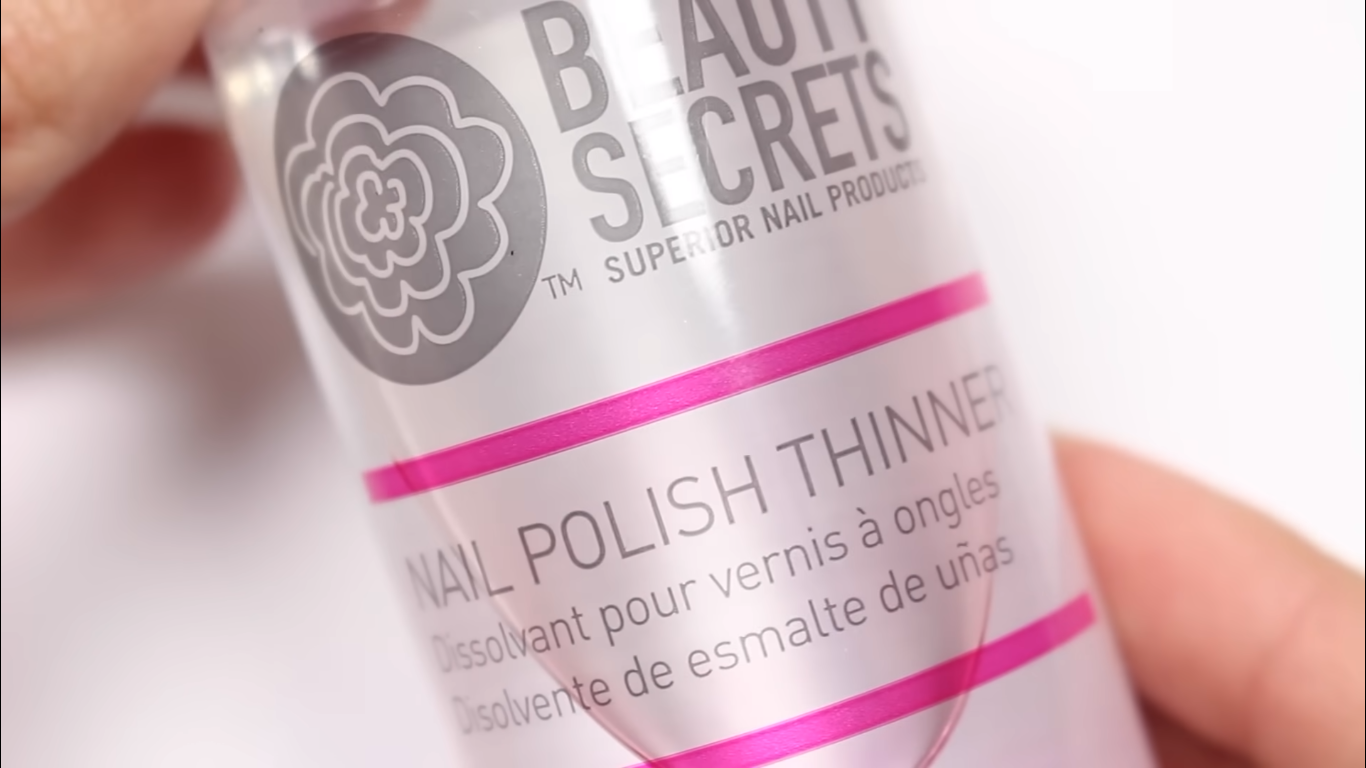 BEAUTY
SECRETS
TM SUPERIOR NAIL PRODUCTS
NAIL POLISH THINNER
Dissolvant pour vernis à ongles
Disolvente de esmalte de uñas